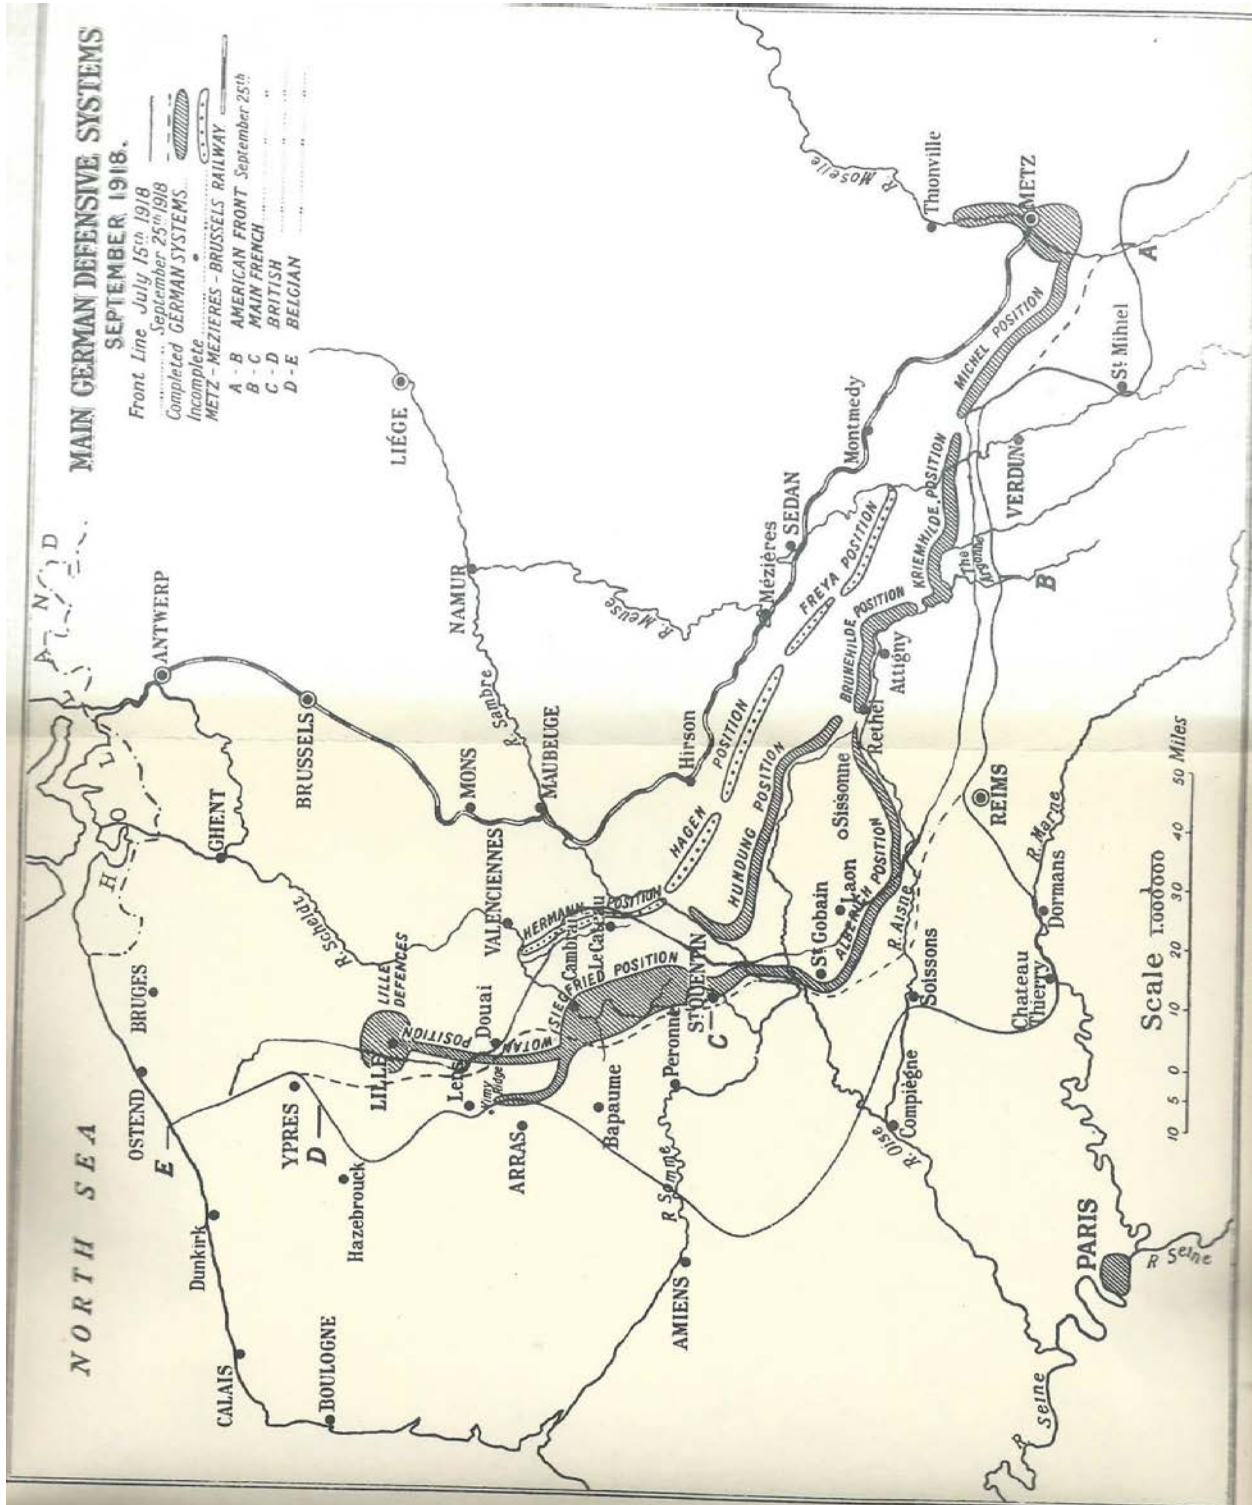 MAIN GERMAN DEFENSIVE SYSTEMS
SEPTEMBER 1918.
Front Line July 15th 1918
September 25th 1918
Completed GERMAN SYSTEMS
Incomplete "
METZ - MEZIERES - BRUSSELS RAILWAY
A - B AMERICAN FRONT September 25th
B - C MAIN FRENCH "
C - D BRITISH " "
D - E BELGIAN " "
NORTH SEA
HOLLAND
ANTWERP
OSTEND
BRUGES
GHENT
E
Dunkirk
CALAIS
BRUSSELS
LIÉGE
YPRES
D
BOULOGNE
Hazebrouck
R. Scheldt
LILLE DEFENCES
LILLE
WOTAN POSITION
NAMUR
R. Sambre
MONS
Lens
Vimy Ridge
Douai
VALENCIENNES
MAUBEUGE
ARRAS
HERMANN POSITION
SIEGFRIED POSITION
Cambrai
Le Cateau
Bapaume
R. Meuse
R Somme
Peronne
AMIENS
ST QUENTIN
C
HAGEN POSITION
Hirson
Mézières
SEDAN
HUNDUNG POSITION
FREYA POSITION
St Gobain
Laon
Sissonne
Montmedy
ALBERICH POSITION
Rethel
BRUNEHILDE POSITION
Attigny
KRIEMHILDE POSITION
R. Moselle
Thionville
METZ
MICHEL POSITION
R. Oise
Compiègne
Soissons
R. Aisne
REIMS
The Argonne
B
VERDUN
St Mihiel
A
Chateau Thierry
Dormans
R. Marne
PARIS
R Seine
R Seine
Scale 1.000000
10 5 0 10 20 30 40 50 Miles